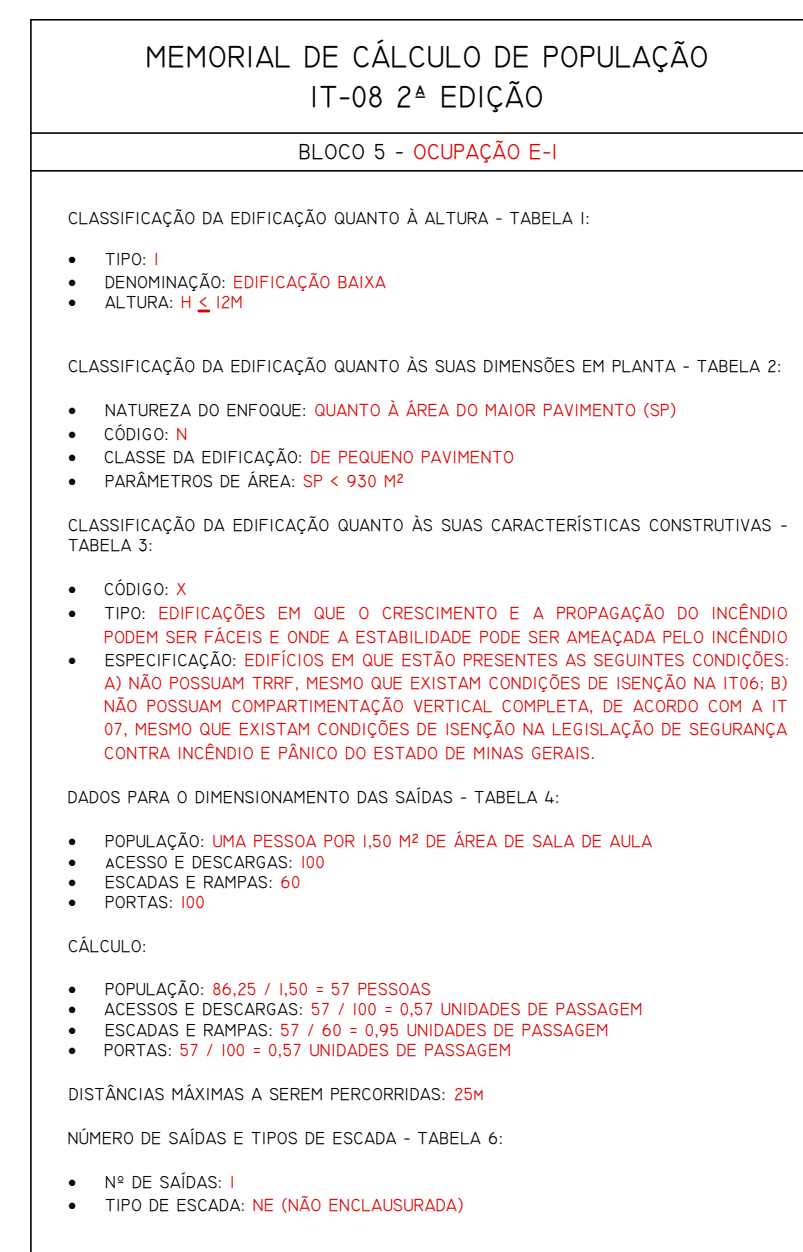 MEMORIAL DE CÁLCULO DE POPULAÇÃO
IT-08 2ª EDIÇÃO
BLOCO 5 - OCUPAÇÃO E-1
CLASSIFICAÇÃO DA EDIFICAÇÃO QUANTO À ALTURA - TABELA 1:
• TIPO: 1
• DENOMINAÇÃO: EDIFICAÇÃO BAIXA
• ALTURA: H ≤ 12M
CLASSIFICAÇÃO DA EDIFICAÇÃO QUANTO ÀS SUAS DIMENSÕES EM PLANTA - TABELA 2:
• NATUREZA DO ENFOQUE: QUANTO À ÁREA DO MAIOR PAVIMENTO (SP)
• CÓDIGO: N
• CLASSE DA EDIFICAÇÃO: DE PEQUENO PAVIMENTO
• PARÂMETROS DE ÁREA: SP < 930 M²
CLASSIFICAÇÃO DA EDIFICAÇÃO QUANTO ÀS SUAS CARACTERÍSTICAS CONSTRUTIVAS -
TABELA 3:
• CÓDIGO: X
• TIPO: EDIFICAÇÕES EM QUE O CRESCIMENTO E A PROPAGAÇÃO DO INCÊNDIO
PODEM SER FÁCEIS E ONDE A ESTABILIDADE PODE SER AMEAÇADA PELO INCÊNDIO
• ESPECIFICAÇÃO: EDIFÍCIOS EM QUE ESTÃO PRESENTES AS SEGUINTES CONDIÇÕES:
A) NÃO POSSUAM TRRF, MESMO QUE EXISTAM CONDIÇÕES DE ISENÇÃO NA IT06; B)
NÃO POSSUAM COMPARTIMENTAÇÃO VERTICAL COMPLETA, DE ACORDO COM A IT
07, MESMO QUE EXISTAM CONDIÇÕES DE ISENÇÃO NA LEGISLAÇÃO DE SEGURANÇA
CONTRA INCÊNDIO E PÂNICO DO ESTADO DE MINAS GERAIS.
DADOS PARA O DIMENSIONAMENTO DAS SAÍDAS - TABELA 4:
• POPULAÇÃO: UMA PESSOA POR 1,50 M² DE ÁREA DE SALA DE AULA
• ACESSO E DESCARGAS: 100
• ESCADAS E RAMPAS: 60
• PORTAS: 100
CÁLCULO:
• POPULAÇÃO: 86,25 / 1,50 = 57 PESSOAS
• ACESSOS E DESCARGAS: 57 / 100 = 0,57 UNIDADES DE PASSAGEM
• ESCADAS E RAMPAS: 57 / 60 = 0,95 UNIDADES DE PASSAGEM
• PORTAS: 57 / 100 = 0,57 UNIDADES DE PASSAGEM
DISTÂNCIAS MÁXIMAS A SEREM PERCORRIDAS: 25M
NÚMERO DE SAÍDAS E TIPOS DE ESCADA - TABELA 6:
• Nº DE SAÍDAS: 1
• TIPO DE ESCADA: NE (NÃO ENCLAUSURADA)